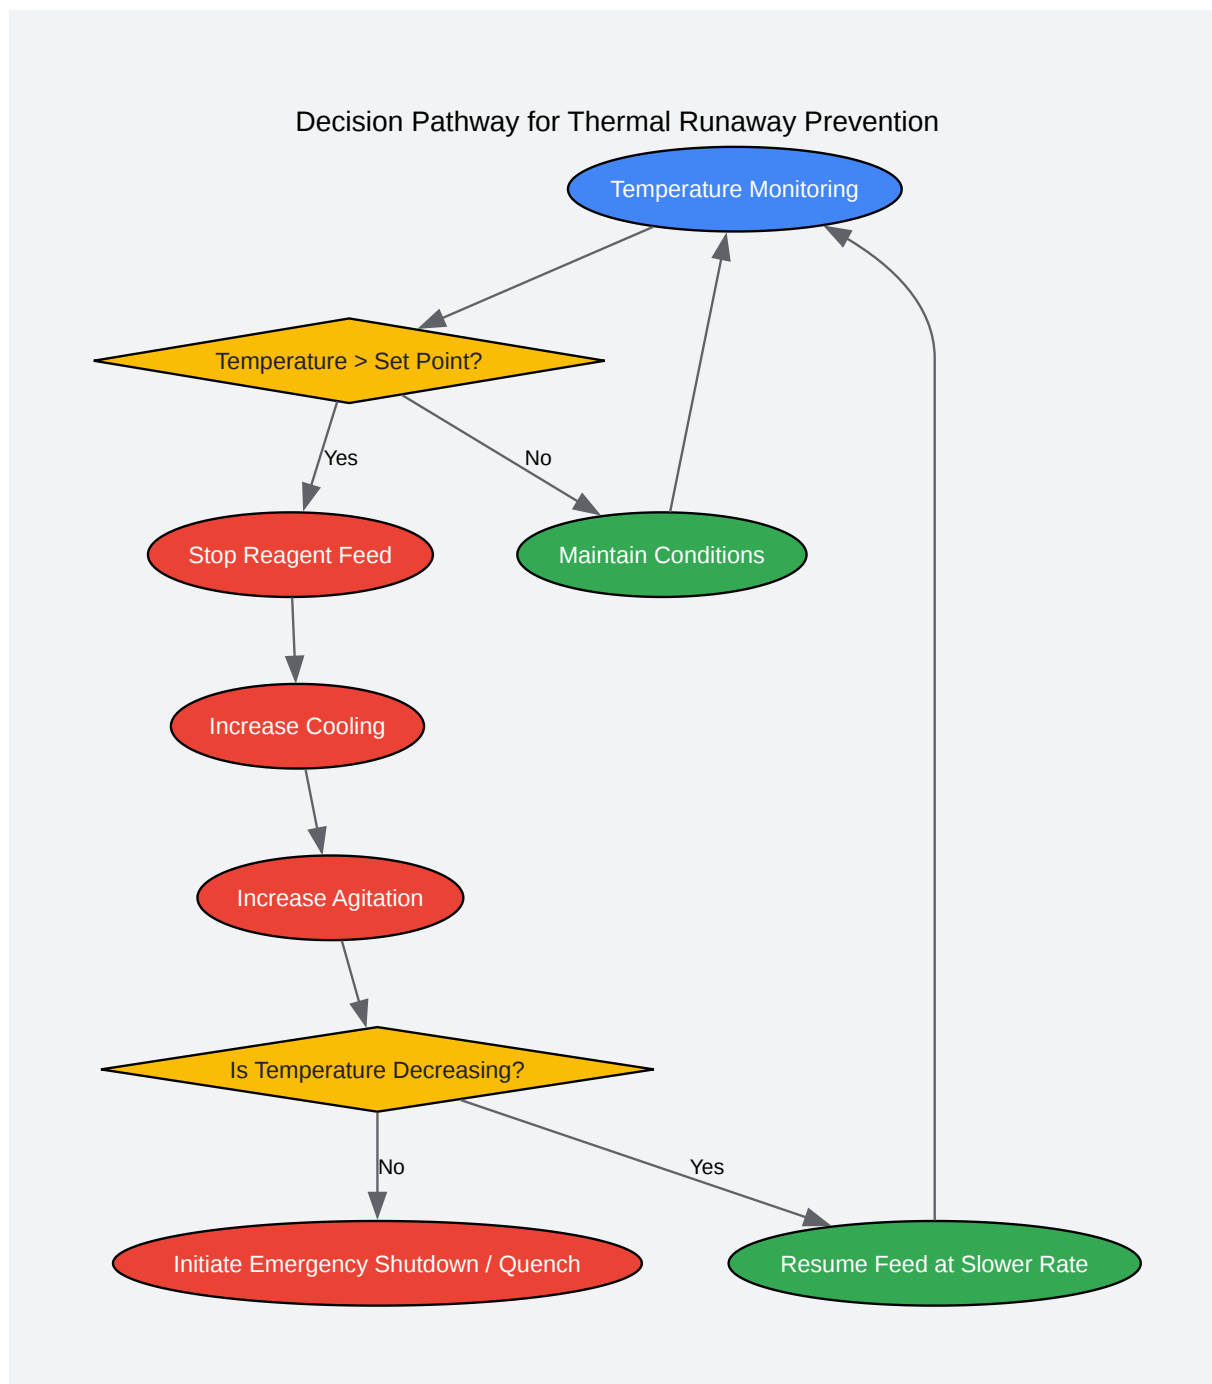 Decision Pathway for Thermal Runaway Prevention
Temperature Monitoring
Temperature > Set Point?
Yes
No
Stop Reagent Feed
Maintain Conditions
Increase Cooling
Increase Agitation
Is Temperature Decreasing?
No
Yes
Initiate Emergency Shutdown / Quench
Resume Feed at Slower Rate